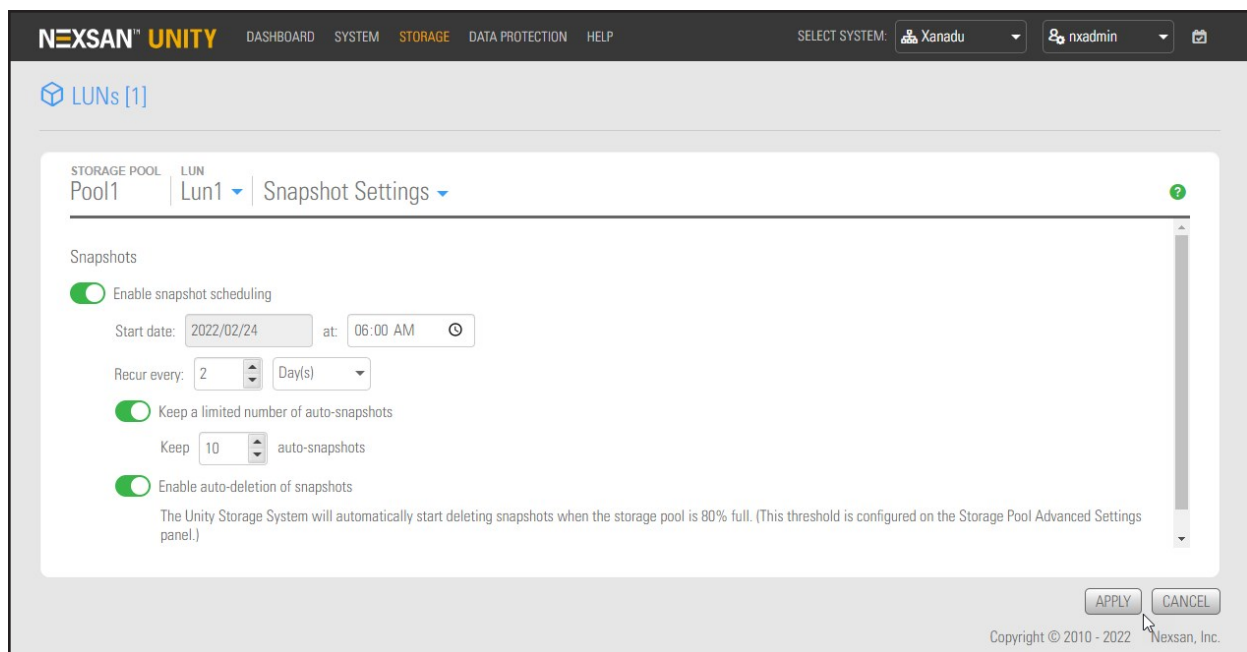 NEXSAN™ UNITY DASHBOARD SYSTEM STORAGE DATA PROTECTION HELP SELECT SYSTEM: Xanadu nxadmin
LUNs [1]
STORAGE POOL LUN
Pool1 Lun1 Snapshot Settings ?
Snapshots
Enable snapshot scheduling
Start date: 2022/02/24 at: 06:00 AM
Recur every: 2 Day(s)
Keep a limited number of auto-snapshots
Keep 10 auto-snapshots
Enable auto-deletion of snapshots
The Unity Storage System will automatically start deleting snapshots when the storage pool is 80% full. (This threshold is configured on the Storage Pool Advanced Settings
panel.)
APPLY CANCEL
Copyright © 2010 - 2022 Nexsan, Inc.